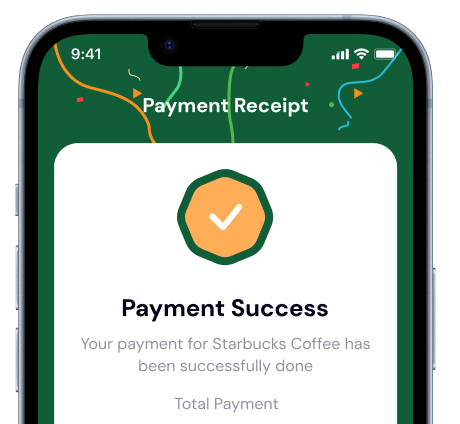 9:41
Payment Receipt
Payment Success
Your payment for Starbucks Coffee has
been successfully done
Total Payment